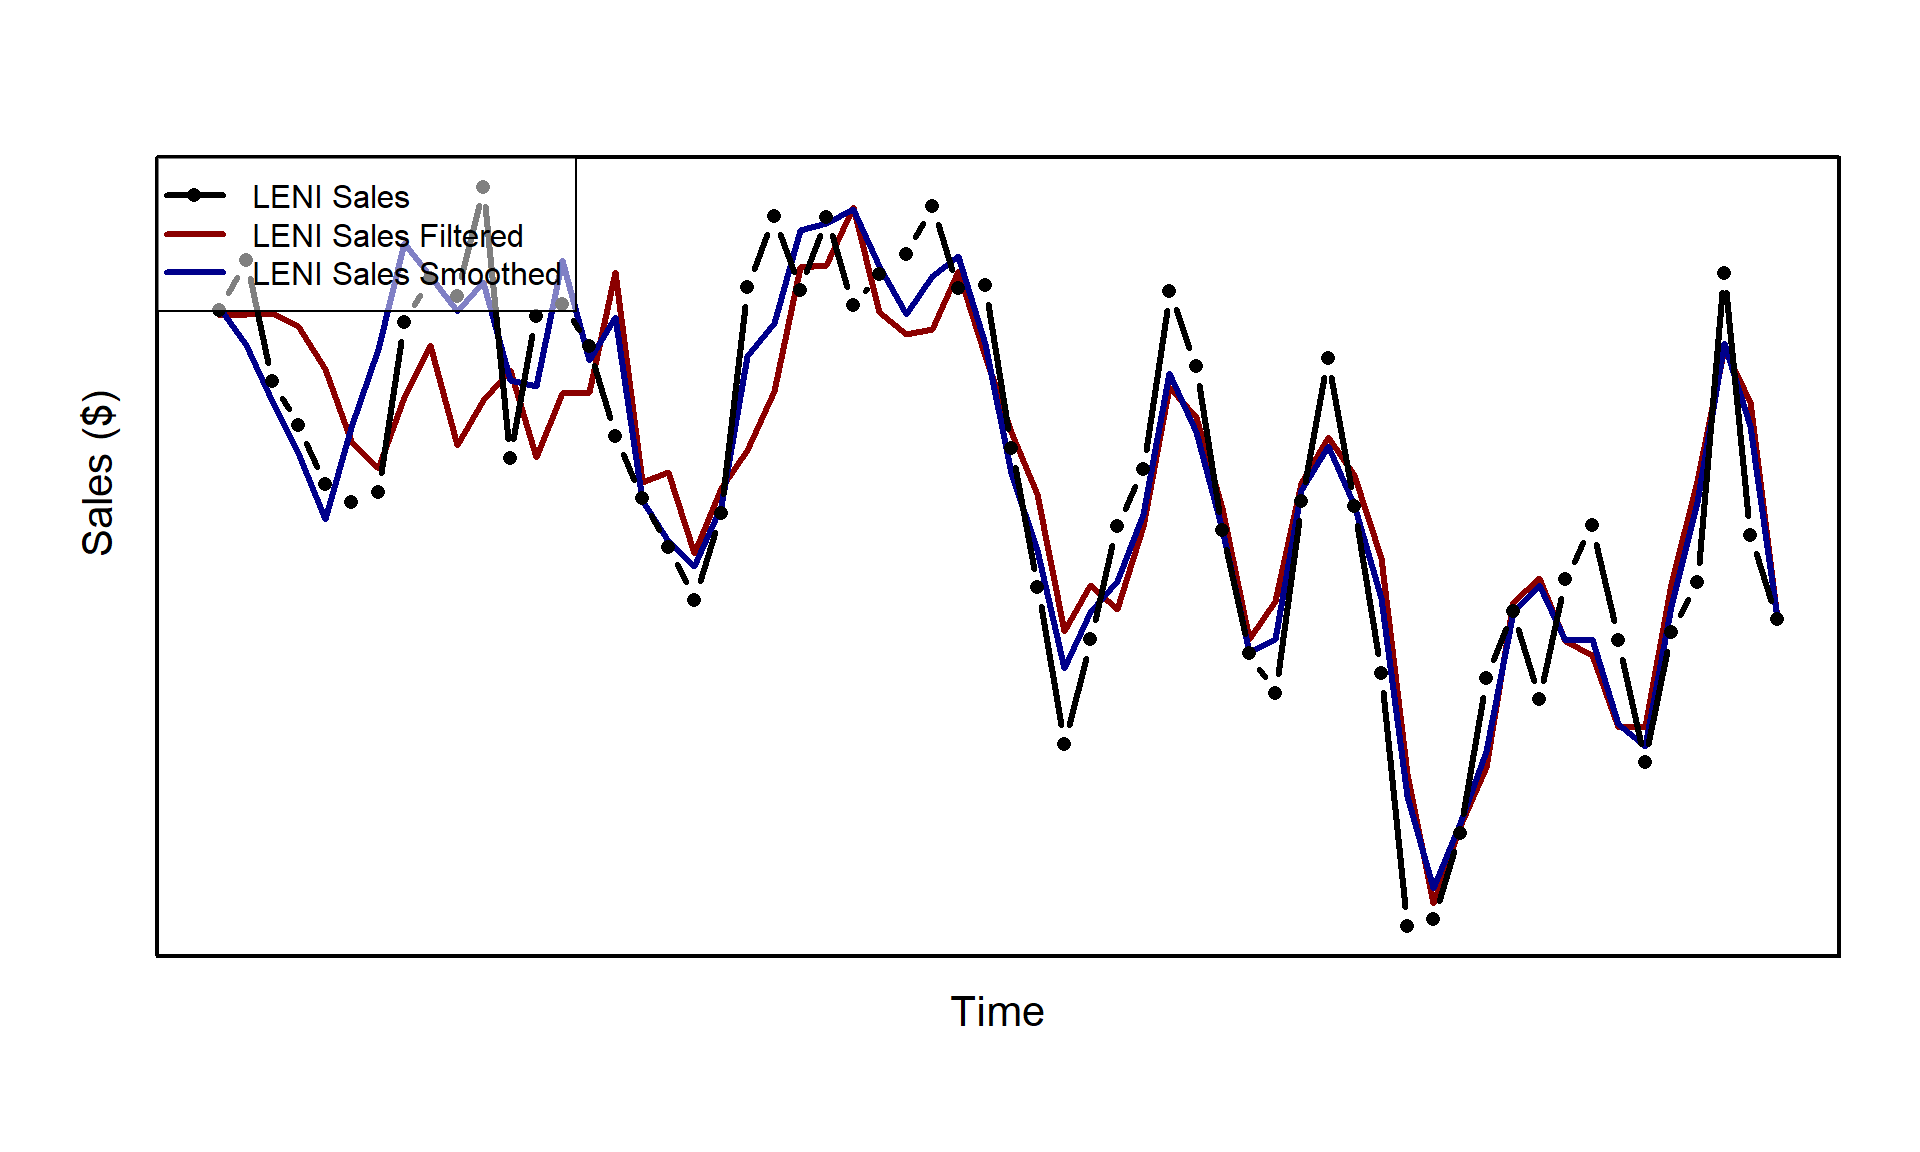 LENI Sales
LENI Sales Filtered
LENI Sales Smoothed
Sales ($)
Time